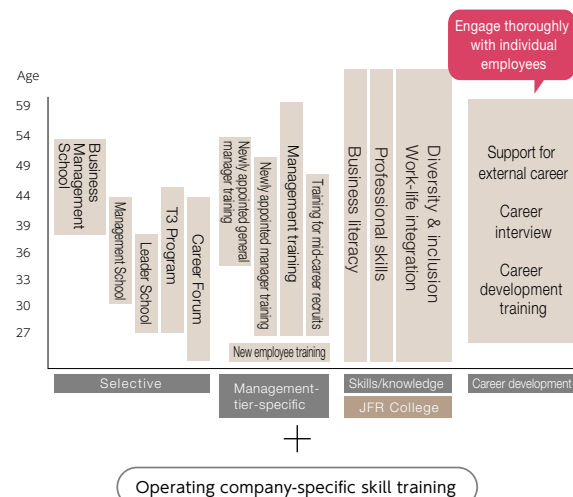 Engage thoroughly
with individual
employees
Age
59
54
49
44
39
36
33
30
27
Business
Management
School
Management School
Leader School
T3 Program
Career Forum
Newly appointed general
manager training
Newly appointed manager training
Management training
Training for mid-career recruits
New employee training
Business literacy
Professional skills
Diversity & inclusion
Work-life integration
Support for
external career
Career
interview
Career
development
training
Selective
Management-
tier-specific
Skills/knowledge
JFR College
Career development
+
Operating company-specific skill training